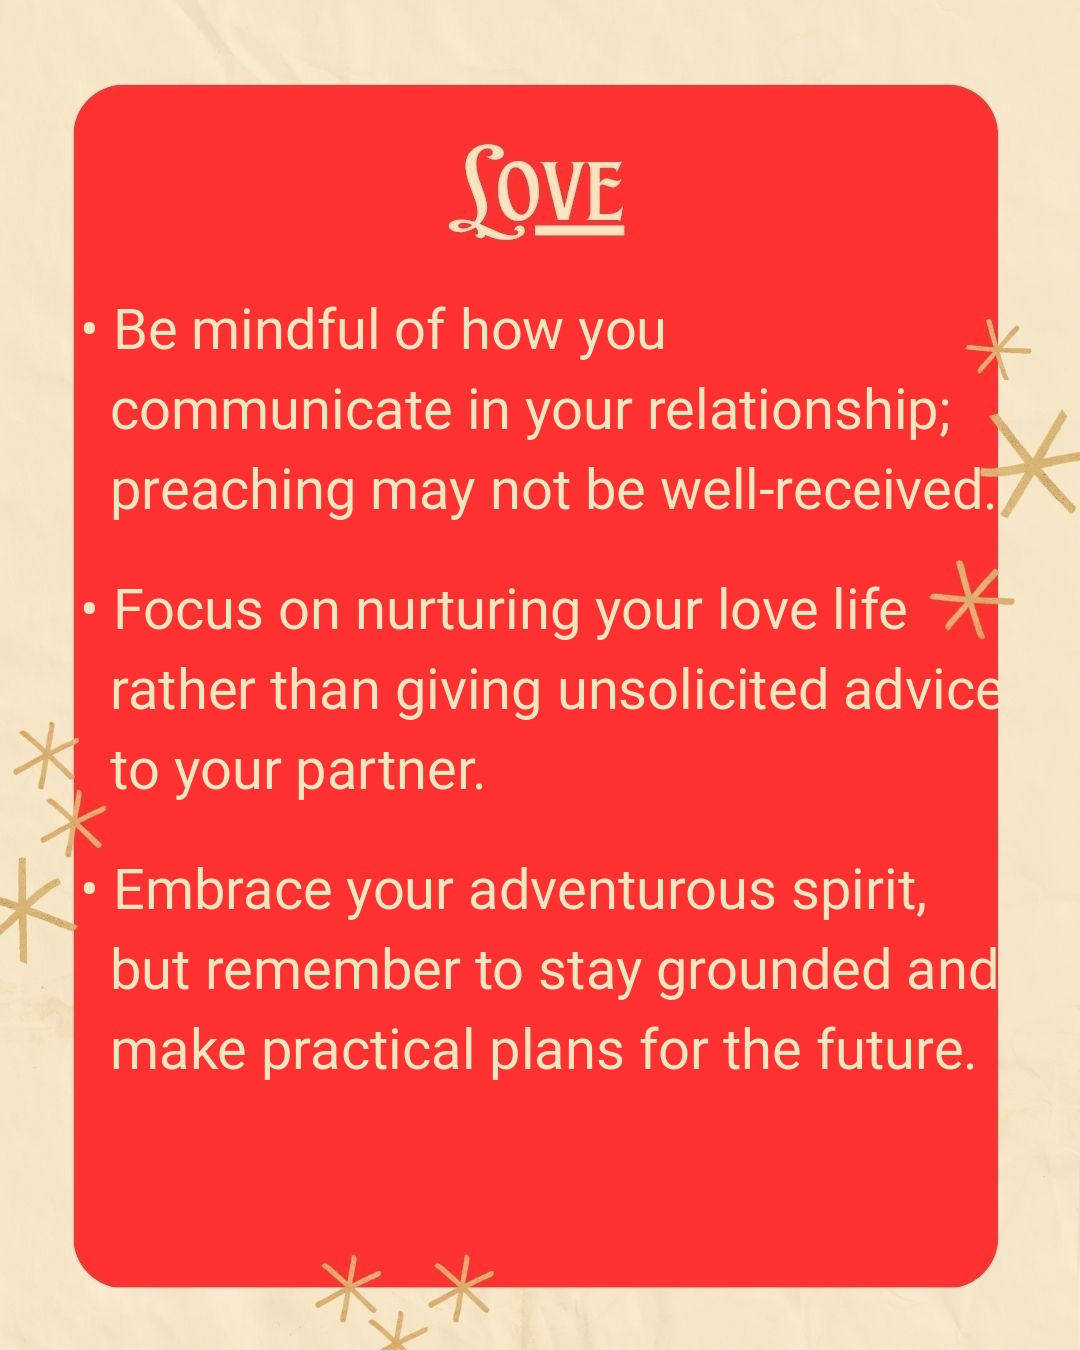 Love
• Be mindful of how you
communicate in your relationship;
preaching may not be well-received.
• Focus on nurturing your love life
rather than giving unsolicited advice
to your partner.
• Embrace your adventurous spirit,
but remember to stay grounded and
make practical plans for the future.